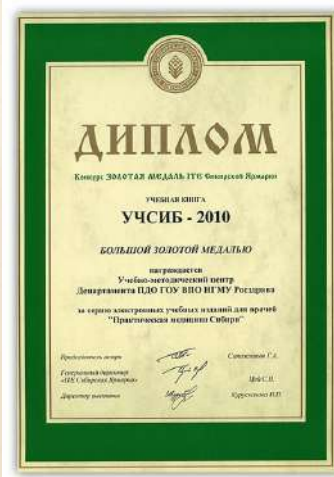 ДИПЛОМ
Конкурс ЗОЛОТАЯ МЕДАЛЬ ITE Сибирской Ярмарки
УЧЕБНАЯ КНИГА
УЧСИБ - 2010
БОЛЬШОЙ ЗОЛОТОЙ МЕДАЛЬЮ
награждается
Учебно-методический центр
Департамента ПДО ГОУ ВПО НГМУ Росздрава
за серию электронных учебных изданий для врачей
"Практическая медицина Сибири"
Председатель жюри
Генеральный директор
«ITE Сибирская Ярмарка»
Директор выставки